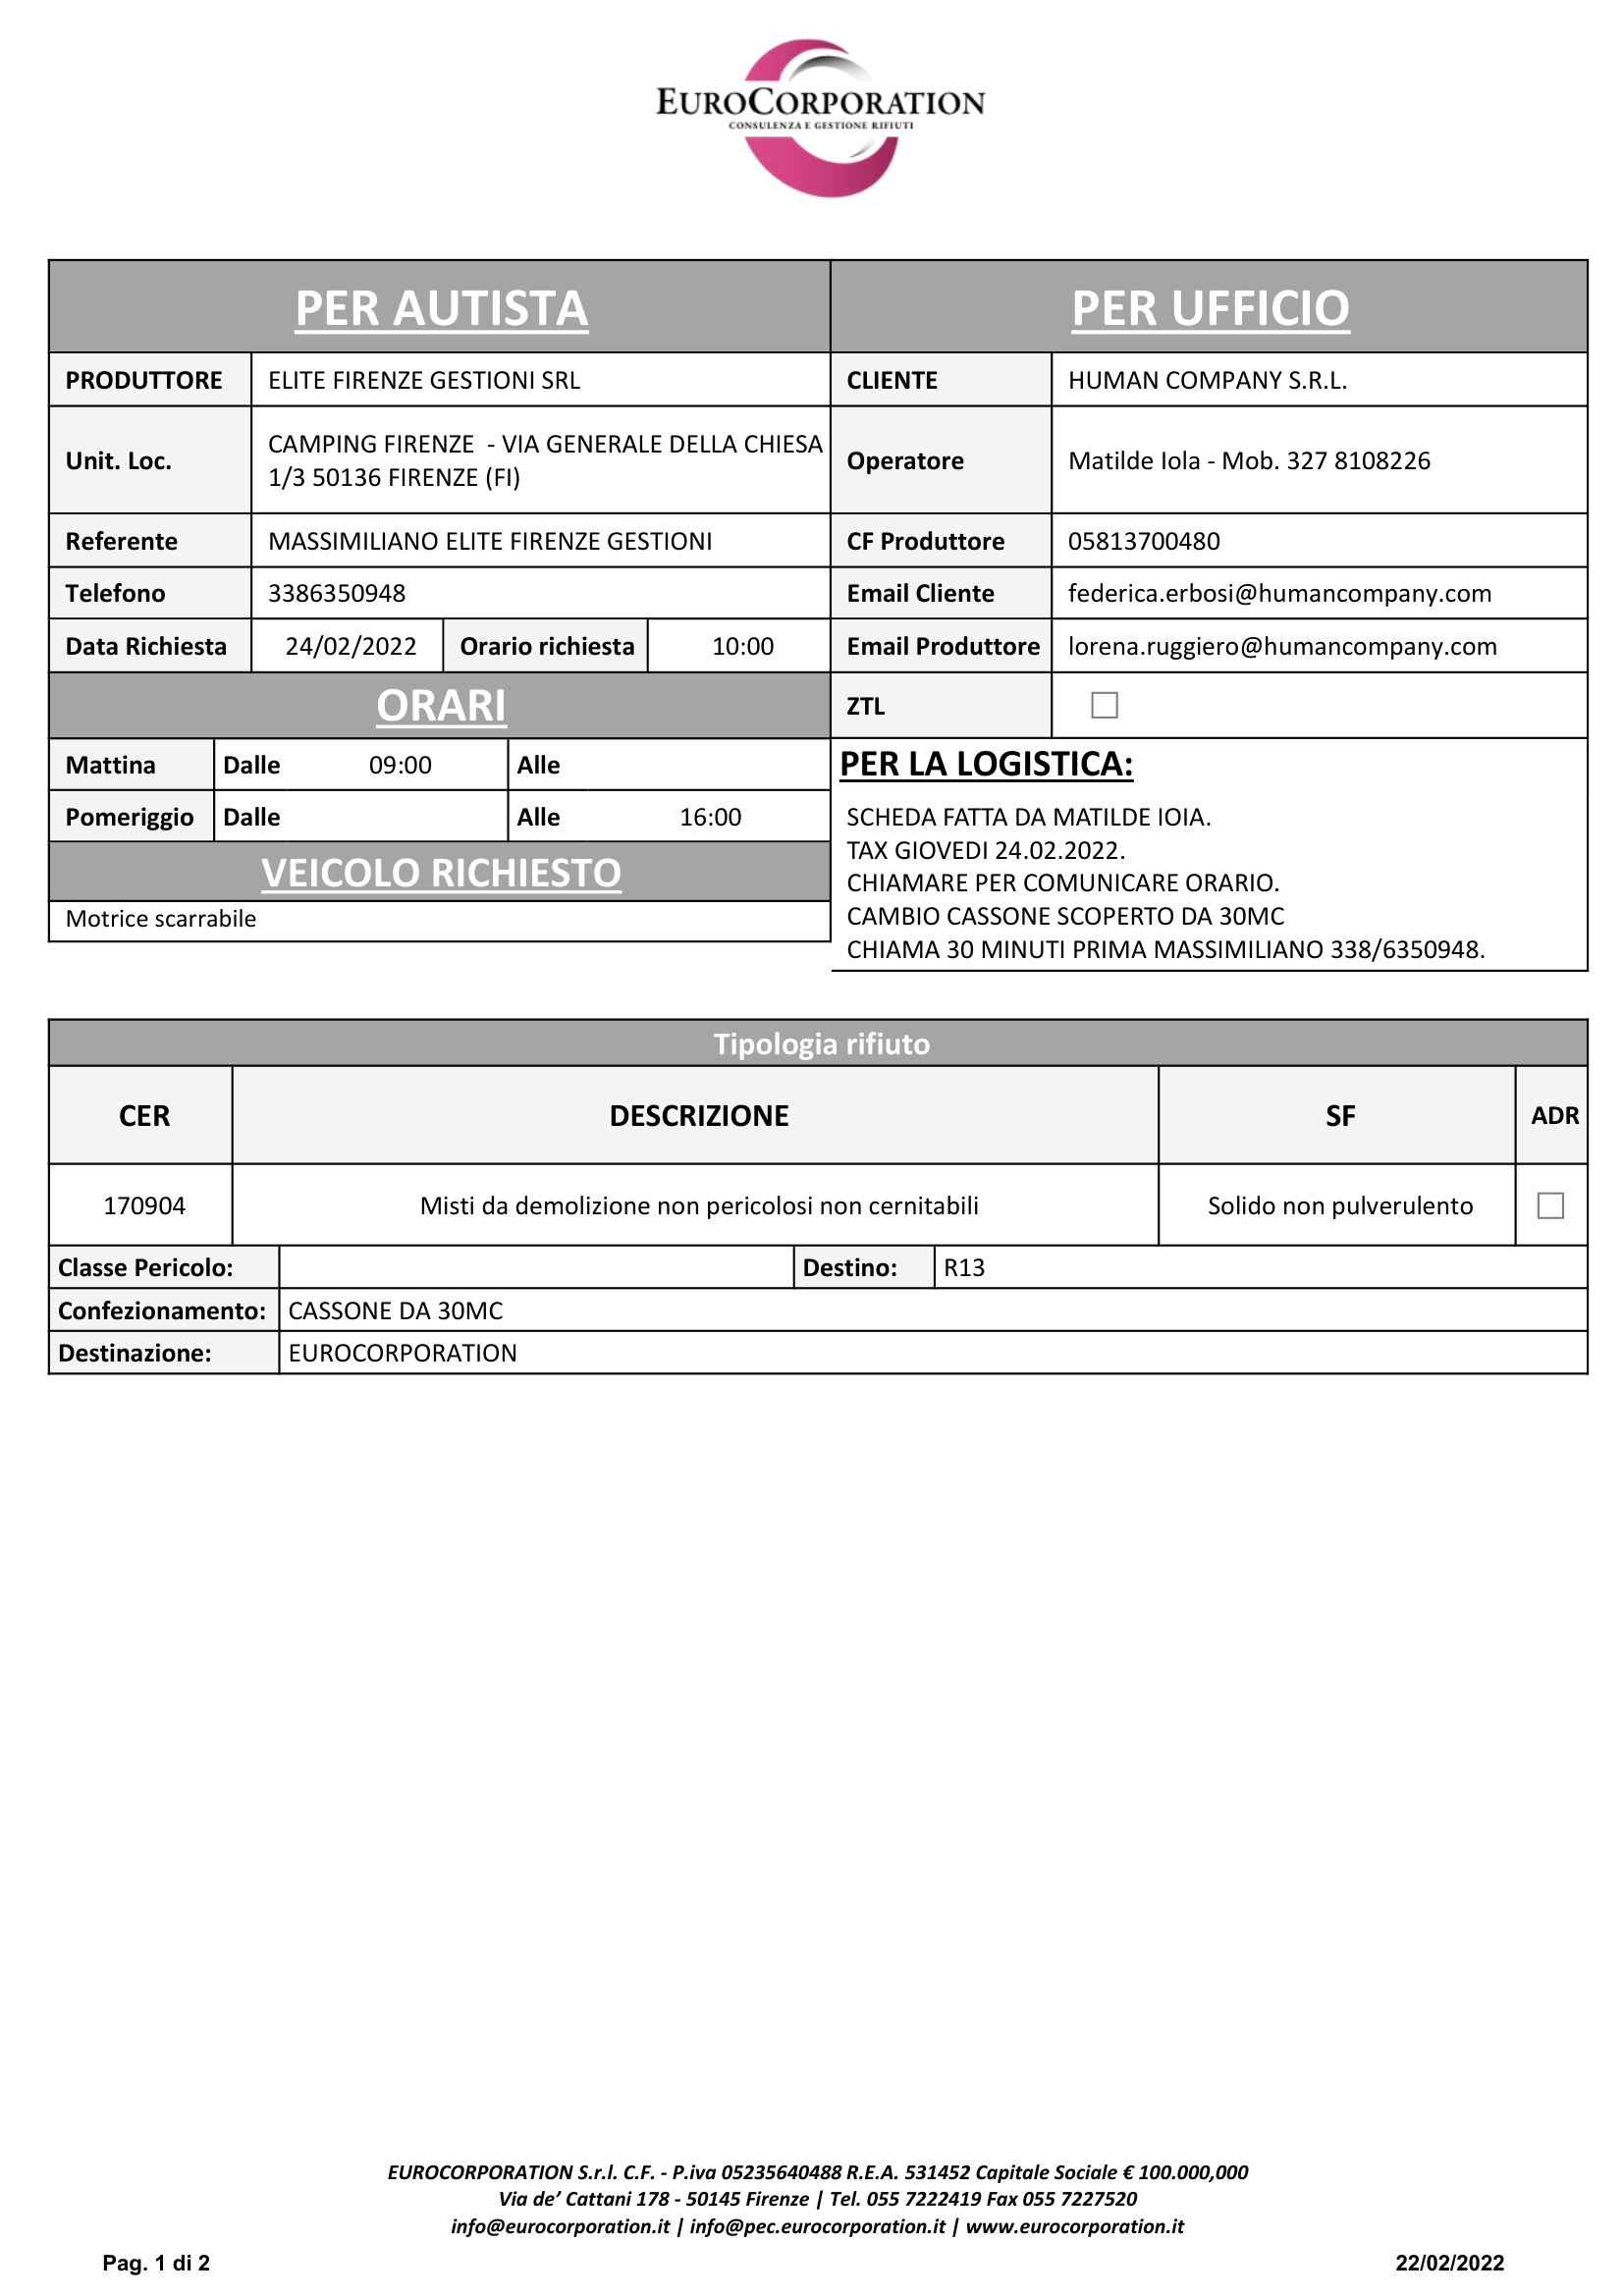 EUROCORPORATION
CONSULENZA E GESTIONE RIFIUTI
PER AUTISTA
PER UFFICIO
PRODUTTORE ELITE FIRENZE GESTIONI SRL
CLIENTE HUMAN COMPANY S.R.L.
Unit. Loc. CAMPING FIRENZE - VIA GENERALE DELLA CHIESA
1/3 50136 FIRENZE (FI)
Operatore Matilde Iola - Mob. 327 8108226
Referente MASSIMILIANO ELITE FIRENZE GESTIONI
CF Produttore 05813700480
Telefono 3386350948
Email Cliente federica.erbosi@humancompany.com
Data Richiesta 24/02/2022 Orario richiesta 10:00
Email Produttore lorena.ruggiero@humancompany.com
ORARI
ZTL
Mattina Dalle 09:00 Alle
Pomeriggio Dalle Alle 16:00
VEICOLO RICHIESTO
Motrice scarrabile
PER LA LOGISTICA:
SCHEDA FATTA DA MATILDE IOIA.
TAX GIOVEDI 24.02.2022.
CHIAMARE PER COMUNICARE ORARIO.
CAMBIO CASSONE SCOPERTO DA 30MC
CHIAMA 30 MINUTI PRIMA MASSIMILIANO 338/6350948.
Tipologia rifiuto
CER DESCRIZIONE SF ADR
170904 Misti da demolizione non pericolosi non cernitabili Solido non pulverulento
Classe Pericolo: Destino: R13
Confezionamento: CASSONE DA 30MC
Destinazione: EUROCORPORATION
EUROCORPORATION S.r.l. C.F. - P.iva 05235640488 R.E.A. 531452 Capitale Sociale € 100.000,000
Via de’ Cattani 178 - 50145 Firenze | Tel. 055 7222419 Fax 055 7227520
info@eurocorporation.it | info@pec.eurocorporation.it | www.eurocorporation.it
Pag. 1 di 2 22/02/2022